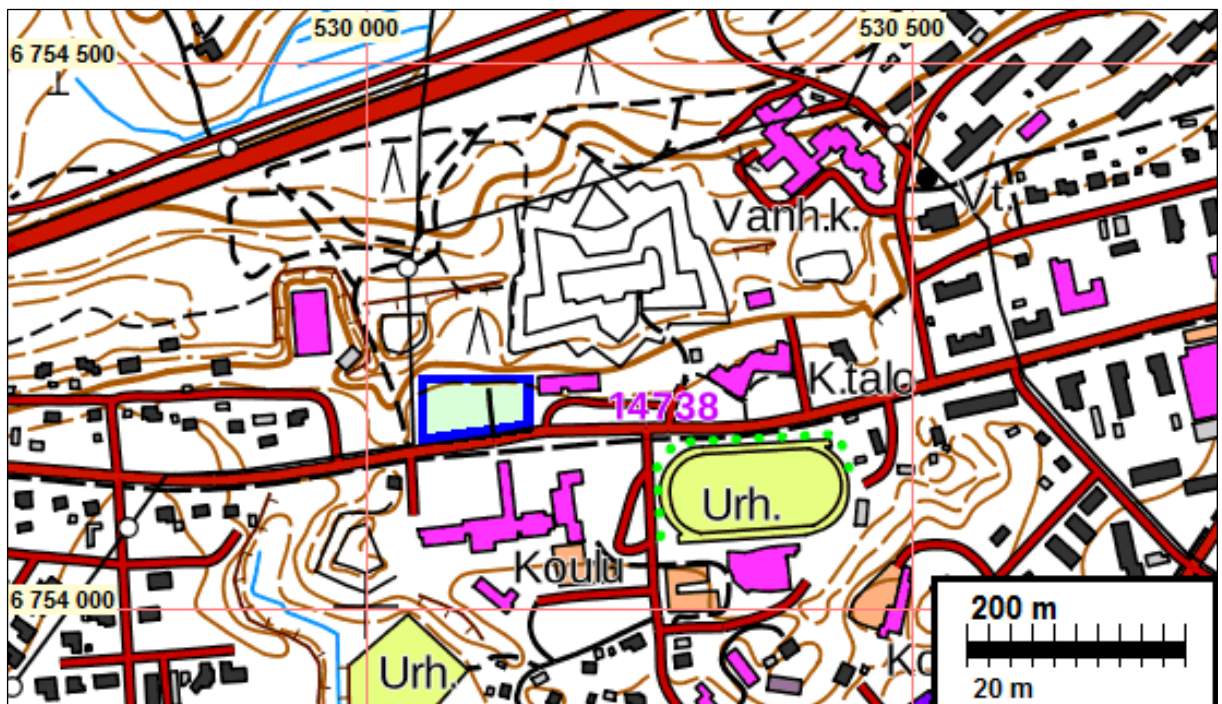 530 000
530 500
6 754 500
Vanh.k.
Vt.
K.talo
14738
Urh.
Koulu
6 754 000
200 m
Urh.
Ko
20 m